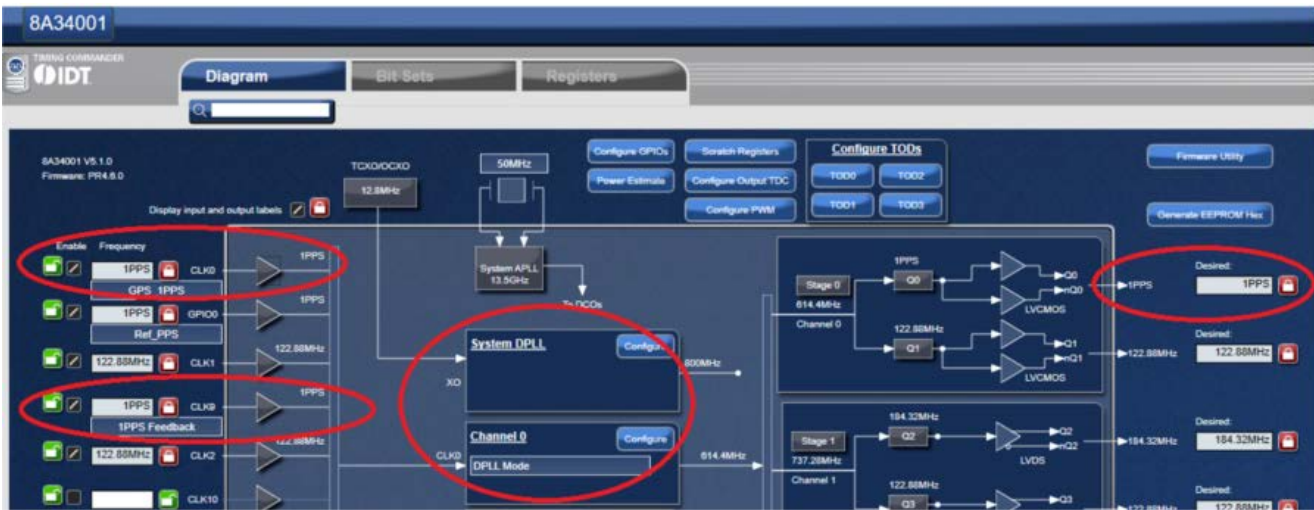 8A34001
TIMING COMMANDER
IDT
Diagram
Bit Sets
Registers
8A34001 V5.1.0
Firmware: PR4.6.0
TCXO/OCXO
12.8MHz
50MHz
Configure GPIOs
Scratch Registers
Configure TODs
Power Estimate
Configure Output TDC
TOD0
TOD2
Configure PWM
TOD1
TOD3
Firmware Utility
Generate EEPROM Hex
Display input and output labels
Enable Frequency
1PPS CLK0 1PPS
GPS 1PPS
1PPS GPIO0 1PPS
Ref_PPS
122.88MHz CLK1 122.88MHz
1PPS CLK9 1PPS
1PPS Feedback
122.88MHz CLK2 122.88MHz
CLK10
System APLL
13.5GHz
To DCOs
System DPLL
Configure
XO
800MHz
Channel 0
Configure
CLK0
DPLL Mode
614.4MHz
Stage 0
614.4MHz
Channel 0
1PPS
Q0
Q0
nQ0
LVCMOS
1PPS
122.88MHz
Q1
Q1
nQ1
LVCMOS
122.88MHz
Stage 1
737.28MHz
Channel 1
184.32MHz
Q2
Q2
nQ2
LVDS
184.32MHz
122.88MHz
Q3
Q3
122.88MHz
Desired:
1PPS
Desired:
122.88MHz
Desired:
184.32MHz
Desired:
122.88MHz